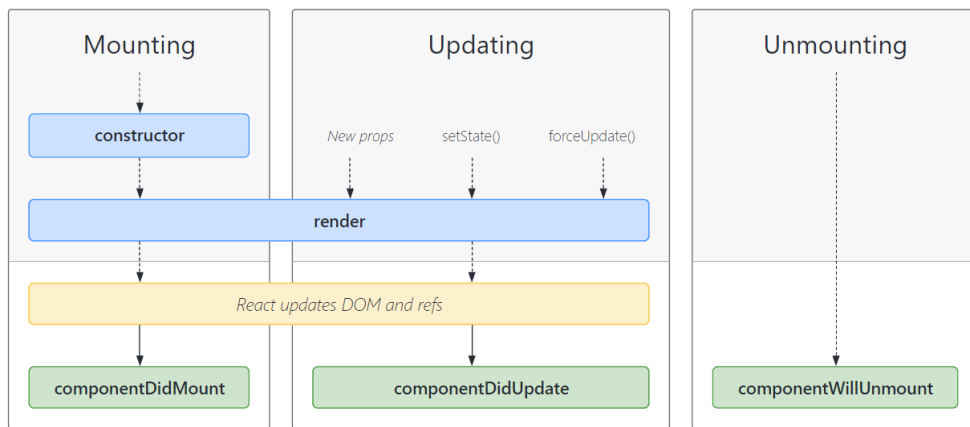 Mounting
Updating
Unmounting
constructor
New props
setState()
forceUpdate()
render
React updates DOM and refs
componentDidMount
componentDidUpdate
componentWillUnmount